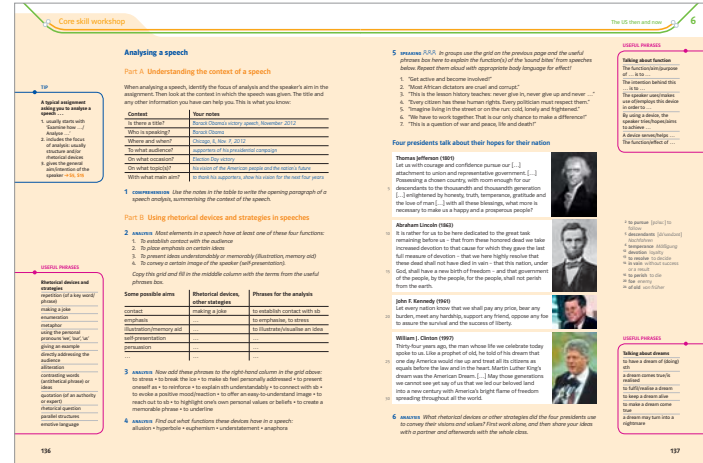 Core skill workshop
The US then and now
6
TIP
A typical assignment
asking you to analyse a
speech …
1. usually starts with
'Examine how …/
Analyse …
2. includes the focus
of analysis: usually
structure and/or
rhetorical devices
3. gives the general
aim/intention of the
speaker
USEFUL PHRASES
Rhetorical devices and
strategies
repetition (of a key word/
phrase)
making a joke
enumeration
metaphor
using the personal
pronouns 'we', 'our', 'us'
giving an example
directly addressing the
audience
alliteration
contrasting words
(antithetical phrase) or
ideas
quotation (of an authority
or expert)
rhetorical question
parallel structures
emotive language
136
Analysing a speech
Part A Understanding the context of a speech
When analysing a speech, identify the focus of analysis and the speaker's aim in the
assignment. Then look at the context in which the speech was given. The title and
any other information you have can help you. This is what you know:
Context Your notes
Is there a title? Barack Obama's victory speech, November 2012
Who is speaking? Barack Obama
Where and when? Chicago, Ill, Nov. 7, 2012
To what audience? supporters of his presidential campaign
On what occasion? Election Day victory
On what topic(s)? his vision of the American people and the nation's future
With what main aim? to thank his supporters, show his vision for the next four years
1 COMPREHENSION Use the notes in the table to write the opening paragraph of a
speech analysis, summarising the context of the speech.
Part B Using rhetorical devices and strategies in speeches
2 ANALYSIS Most elements in a speech have at least one of these four functions:
1. To establish contact with the audience
2. To place emphasis on certain ideas
3. To present ideas understandably or memorably (illustration, memory aid)
4. To convey a certain image of the speaker (self-presentation).
Copy this grid and fill in the middle column with the terms from the useful
phrases box.
Some possible aims Rhetorical devices, other stategies Phrases for the analysis
contact making a joke to establish contact with sb
emphasis … to emphasise, to stress
illustration/memory aid … to illustrate/visualise an idea
self-presentation … …
persuasion … …
… … …
3 ANALYSIS Now add these phrases to the right-hand column in the grid above:
to stress • to break the ice • to make sb feel personally addressed • to present
oneself as • to reinforce • to explain sth understandably • to connect with sb •
to evoke a positive mood/reaction • to offer an easy-to-understand image • to
reach out to sb • to highlight one's own personal values or beliefs • to create a
memorable phrase • to underline
4 ANALYSIS Find out what functions these devices have in a speech:
allusion • hyperbole • euphemism • understatement • anaphora
5 SPEAKING In groups use the grid on the previous page and the useful
phrases box here to explain the function(s) of the 'sound bites' from speeches
below. Repeat them aloud with appropriate body language for effect!
1. "Get active and become involved!"
2. "Most African dictators are cruel and corrupt."
3. "This is the lesson history teaches: never give in, never give up and never …"
4. "Every citizen has these human rights. Every politician must respect them."
5. "Imagine living in the street or on the run: cold, lonely and frightened."
6. "We have to work together. That is our only chance to make a difference!"
7. "This is a question of war and peace, life and death!"
Four presidents talk about their hopes for their nation
Thomas Jefferson (1801)
Let us with courage and confidence pursue our […]
attachment to union and representative government. […]
Possessing a chosen country, with room enough for our
5 descendants to the thousandth and thousandth generation
[…] enlightened by honesty, truth, temperance, gratitude and
the love of man […] with all these blessings, what more is
necessary to make us a happy and a prosperous people?
Abraham Lincoln (1863)
10 It is rather for us to be here dedicated to the great task
remaining before us – that from these honored dead we take
increased devotion to that cause for which they gave the last
full measure of devotion – that we here highly resolve that
these dead shall not have died in vain – that this nation, under
15 God, shall have a new birth of freedom – and that government
of the people, by the people, for the people, shall not perish
from the earth.
John F. Kennedy (1961)
Let every nation know that we shall pay any price, bear any
20 burden, meet any hardship, support any friend, oppose any foe
to assure the survival and the success of liberty.
William J. Clinton (1997)
Thirty-four years ago, the man whose life we celebrate today
spoke to us. Like a prophet of old, he told of his dream that
25 one day America would rise up and treat all its citizens as
equals before the law and in the heart. Martin Luther King's
dream was the American Dream. […] May those generations
we cannot see yet say of us that we led our beloved land
into a new century with America's bright flame of freedom
30 spreading throughout all the world.
6 ANALYSIS What rhetorical devices or other strategies did the four presidents use
to convey their visions and values? First work alone, and then share your ideas
with a partner and afterwards with the whole class.
USEFUL PHRASES
Talking about function
The function/aim/purpose
of … is to …
The intention behind this
… is to …
The speaker uses/makes
use of/employs this device
in order to …
By using a device, the
speaker tries/hopes/aims
to achieve …
A device serves/helps …
The function/effect of …
to pursue
to follow
descendants
Nachfahren
temperance Mäßigung
devotion loyalty
to resolve to decide
in vain without success
or a result
to perish to die
foe enemy
of old von früher
USEFUL PHRASES
Talking about dreams
to have a dream of (doing)
sth
a dream comes true/is
realised
to fulfil/realise a dream
to keep a dream alive
to make a dream come
true
a dream may turn into a
nightmare
137